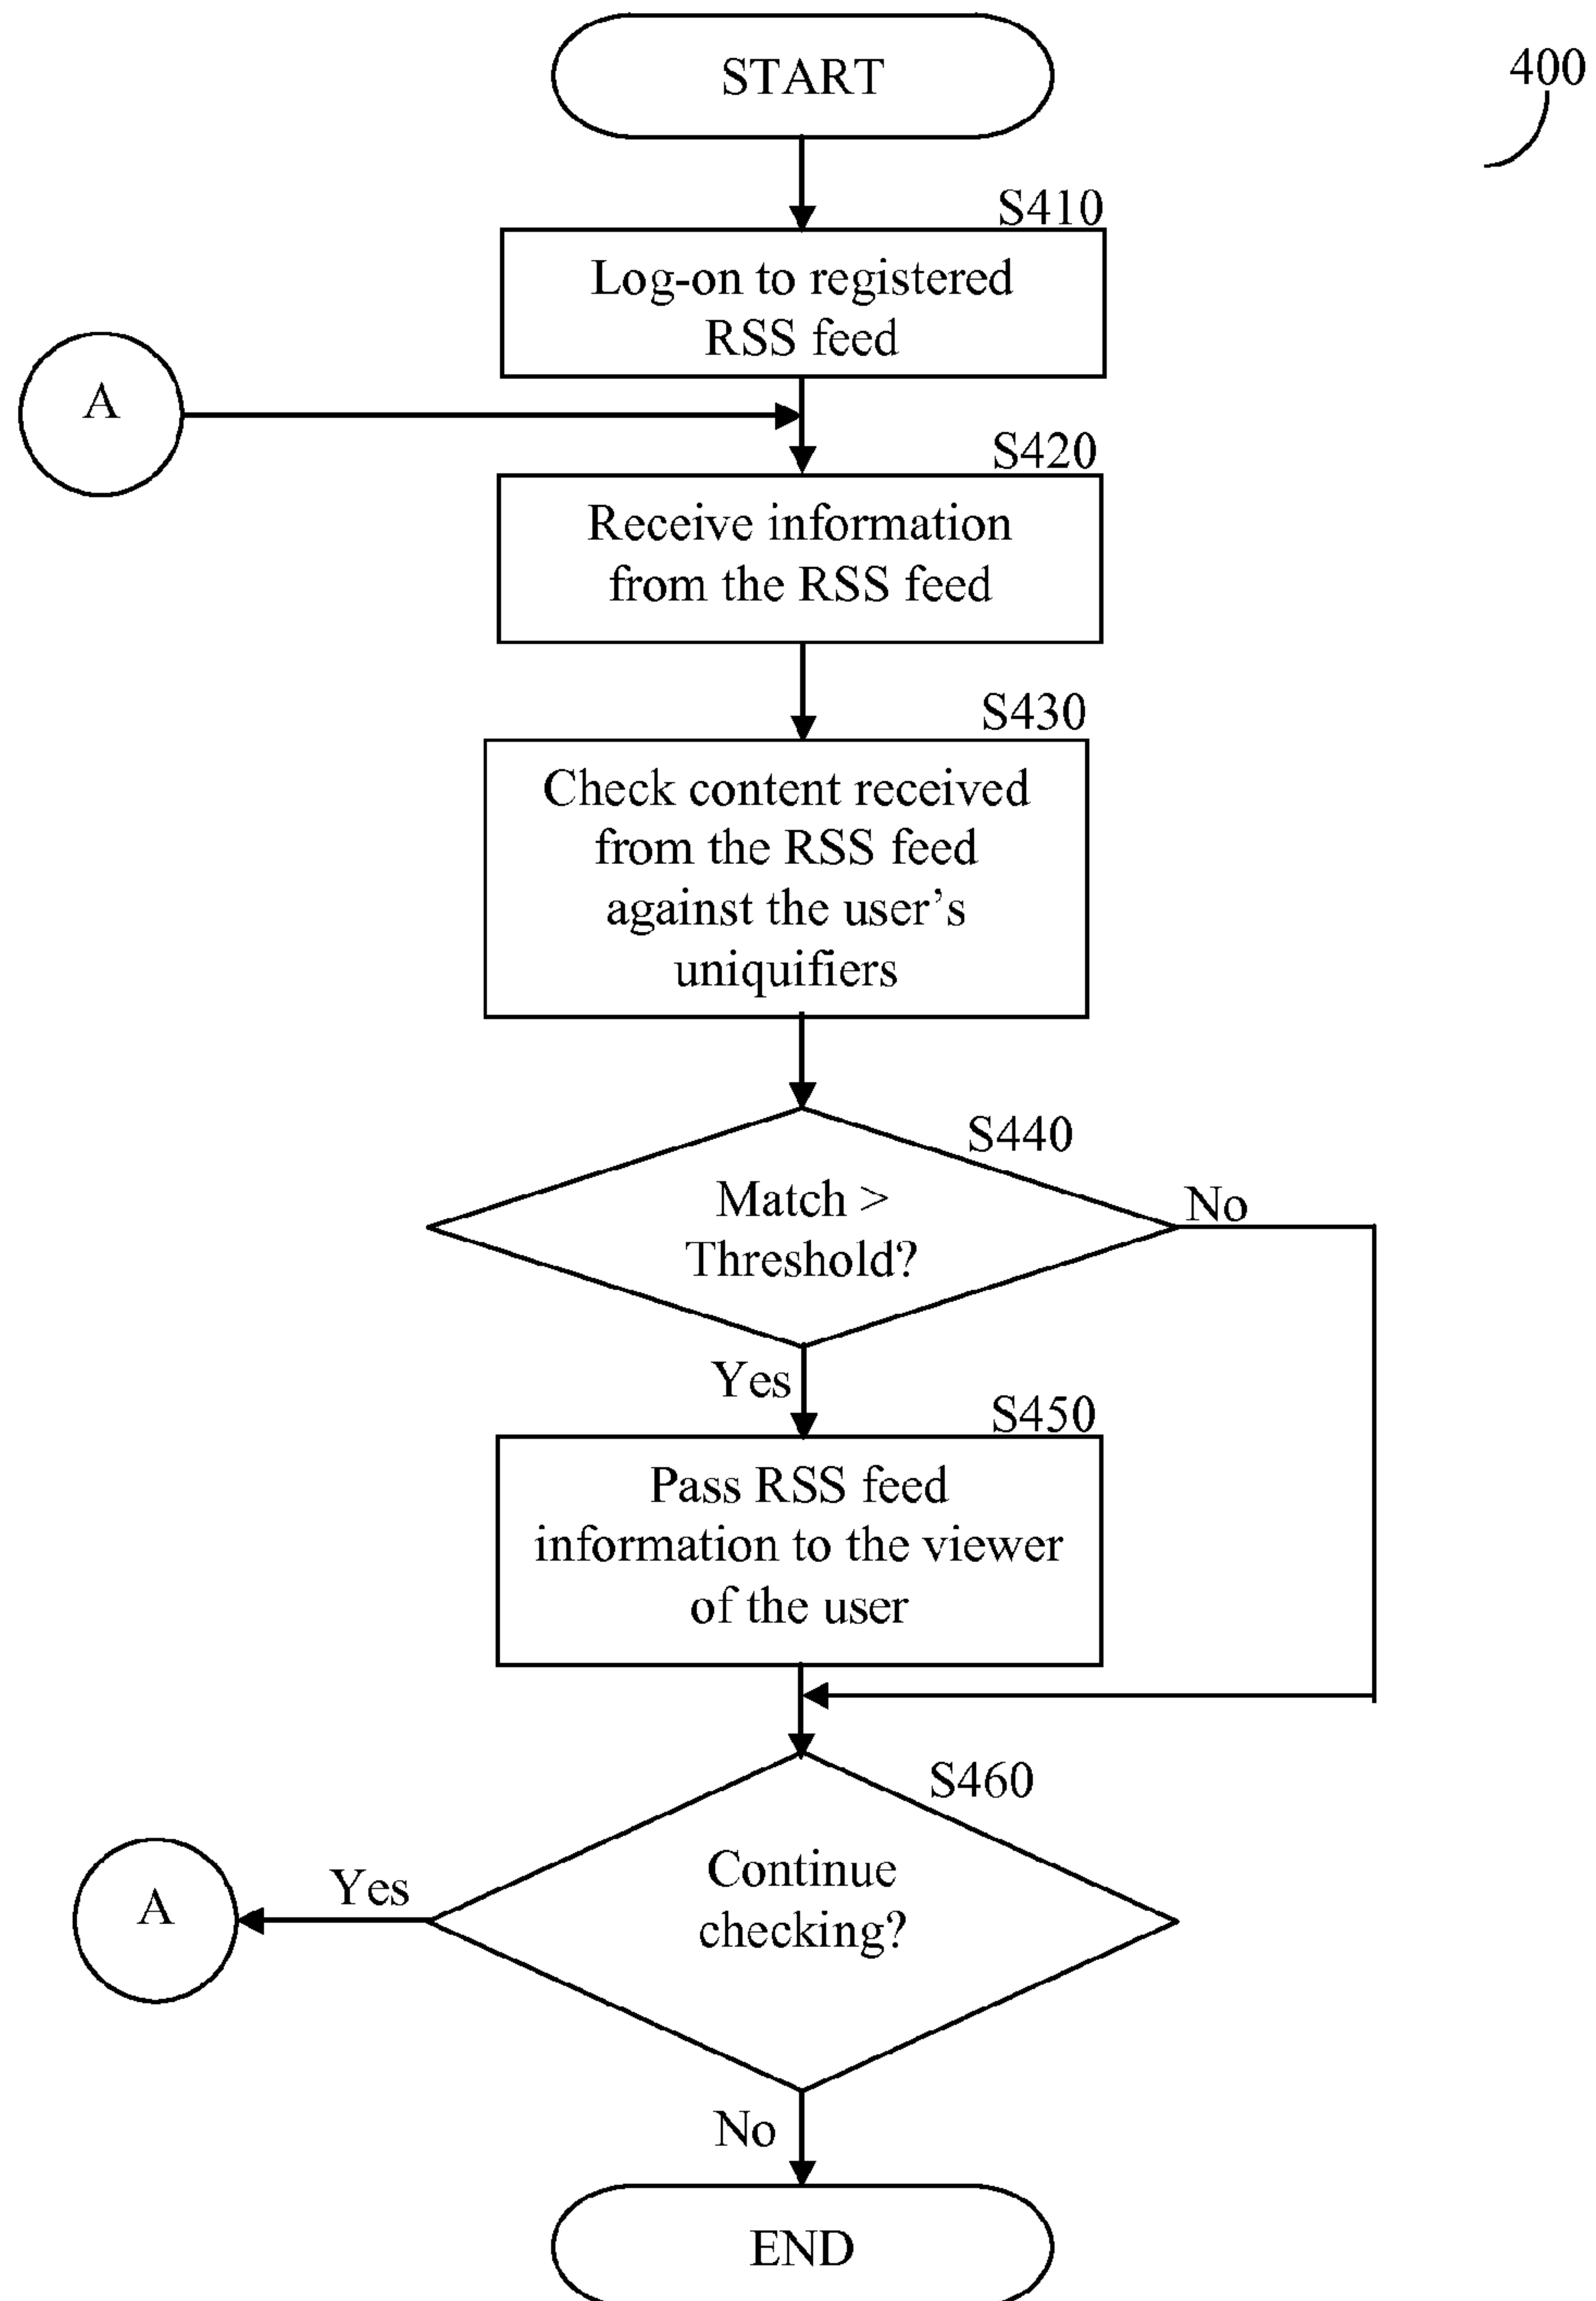 START
400
S410
Log-on to registered
RSS feed
A
S420
Receive information
from the RSS feed
S430
Check content received
from the RSS feed
against the user’s
uniquifiers
S440
Match >
Threshold?
No
Yes
S450
Pass RSS feed
information to the viewer
of the user
S460
Continue
checking?
Yes
A
No
END